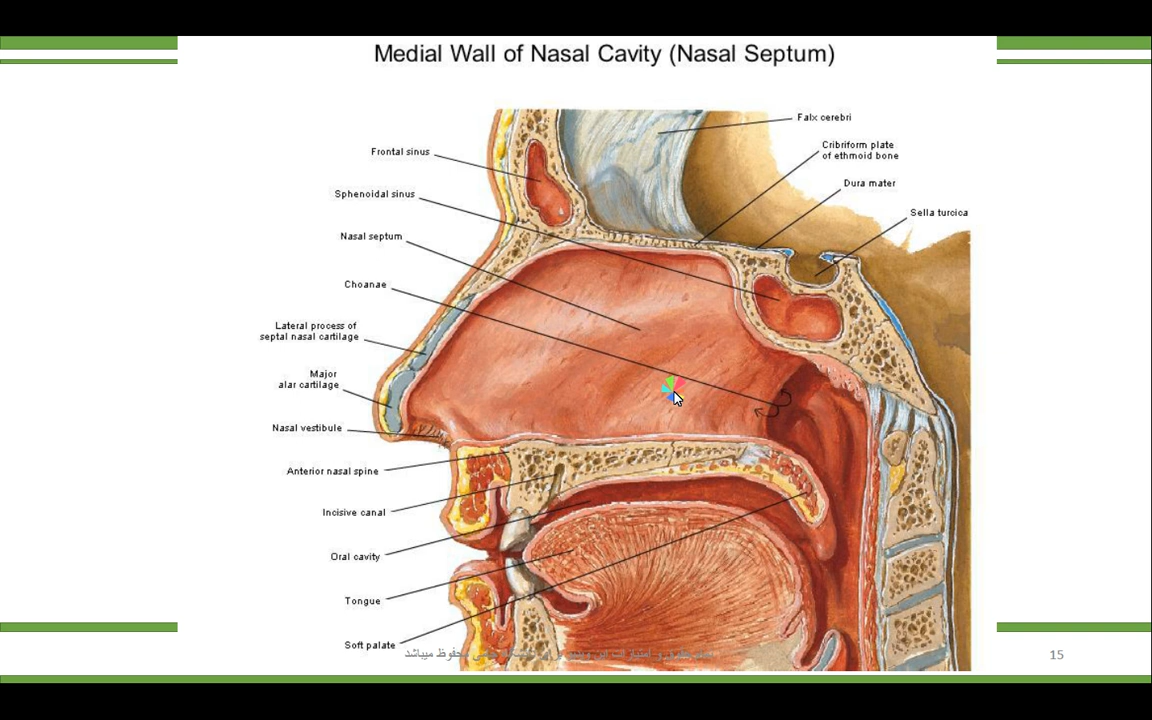 Medial Wall of Nasal Cavity (Nasal Septum)
Falx cerebri
Cribriform plate
of ethmoid bone
Dura mater
Sella turcica
Frontal sinus
Sphenoidal sinus
Nasal septum
Choanae
Lateral process of
septal nasal cartilage
Major
alar cartilage
Nasal vestibule
Anterior nasal spine
Incisive canal
Oral cavity
Tongue
Soft palate
محفوظ میباشد
15